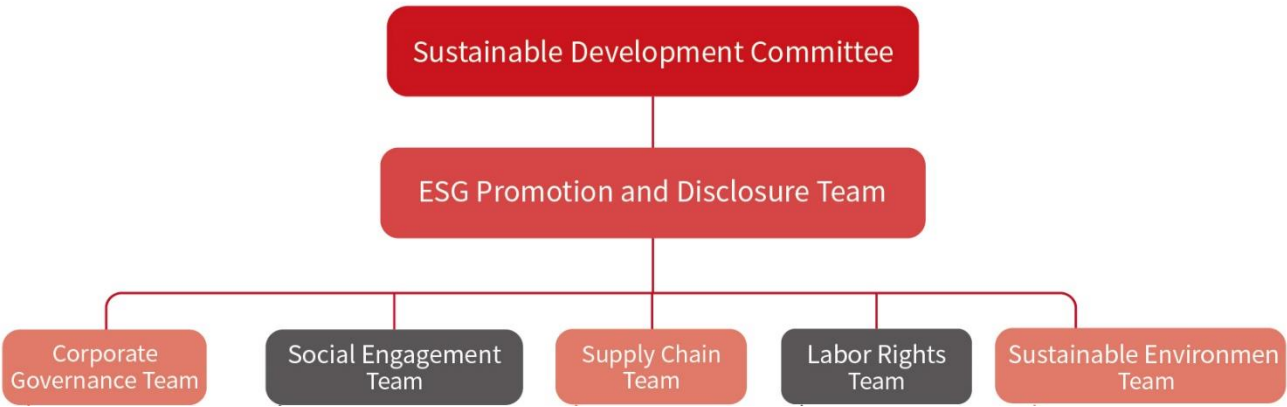 Sustainable Development Committee
ESG Promotion and Disclosure Team
Corporate
Governance Team
Social Engagement
Team
Supply Chain
Team
Labor Rights
Team
Sustainable Environmen
Team